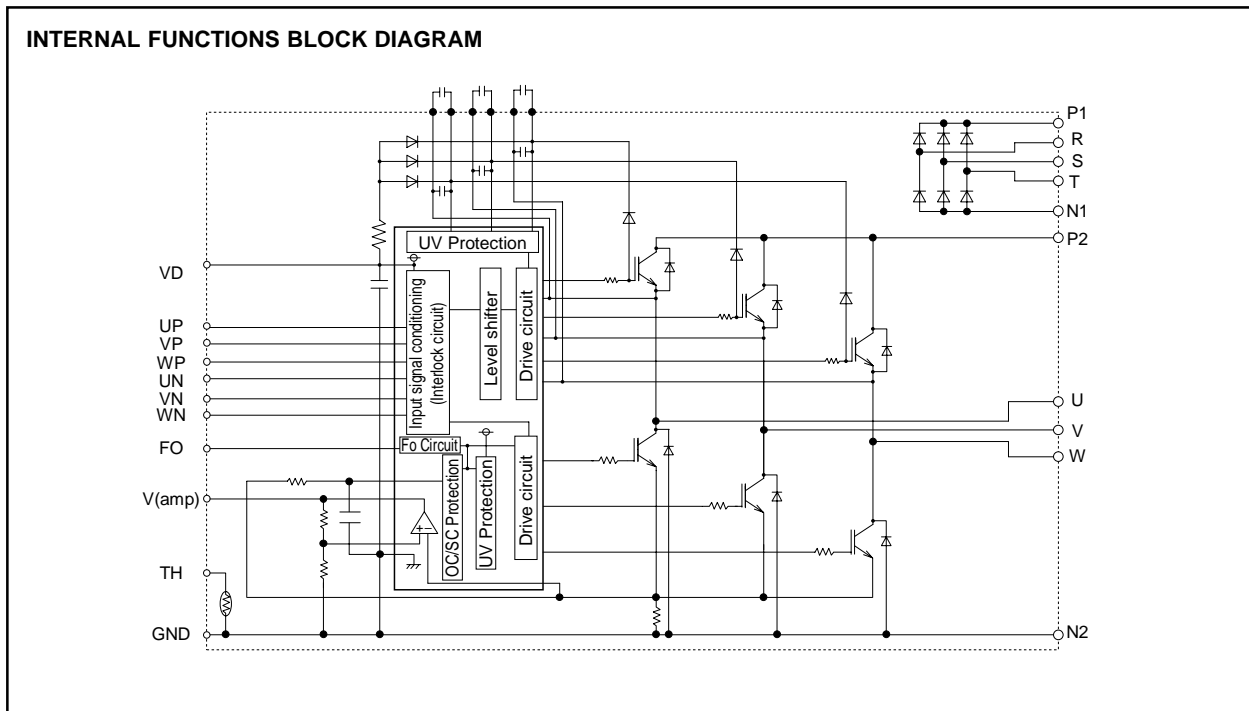 INTERNAL FUNCTIONS BLOCK DIAGRAM
P1
R
S
T
N1
P2
UV Protection
VD
UP
VP
WP
UN
VN
WN
FO
V(amp)
TH
GND
Input signal conditioning
(Interlock circuit)
Level shifter
Drive circuit
Fo Circuit
OC/SC Protection
UV Protection
Drive circuit
+−
U
V
W
N2